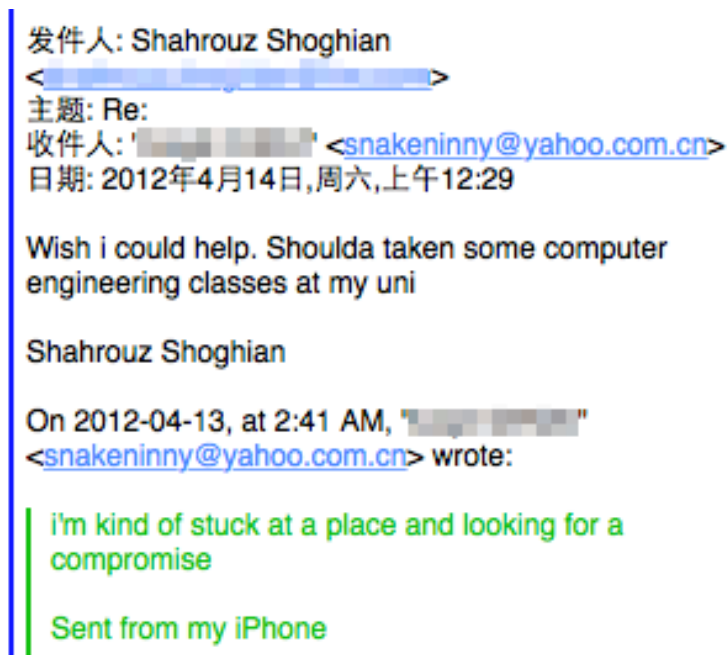 发件人: Shahrouz Shoghian
< >
主题: Re:
收件人: ' ' <snakeninny@yahoo.com.cn>
日期: 2012年4月14日,周六,上午12:29
Wish i could help. Shoulda taken some computer
engineering classes at my uni
Shahrouz Shoghian
On 2012-04-13, at 2:41 AM, " "
<snakeninny@yahoo.com.cn> wrote:
i'm kind of stuck at a place and looking for a
compromise
Sent from my iPhone